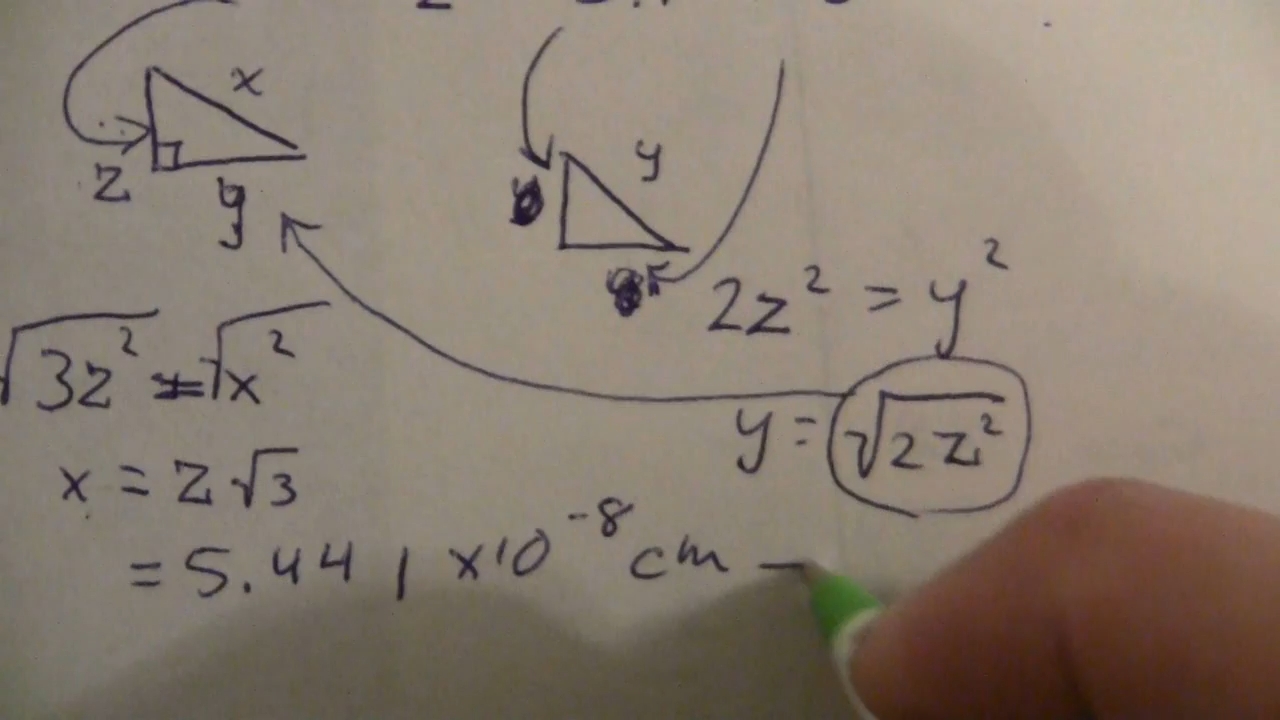 x
z
y
y
2z² = y²
√3z² = √x²
y = √2z²
x = z√3
= 5.441 x10⁻⁸ cm